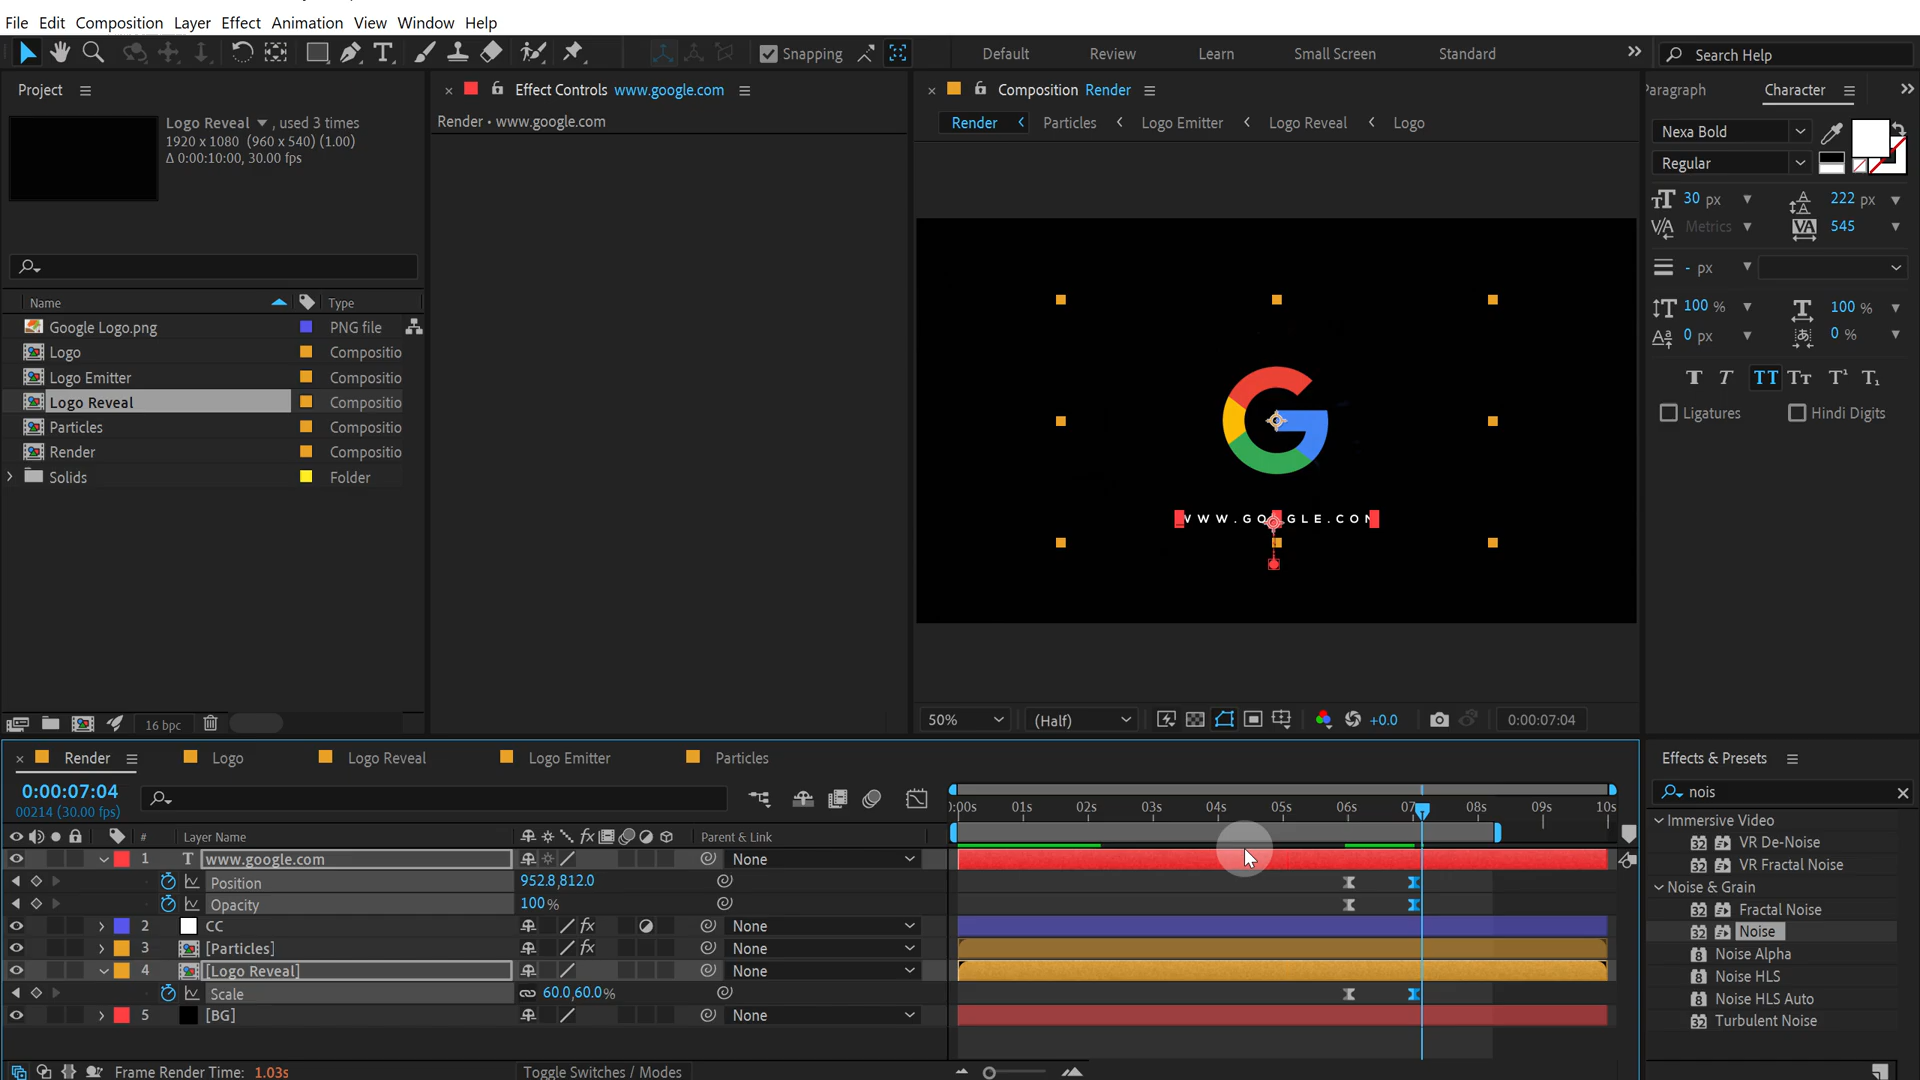 File Edit Composition Layer Effect Animation View Window Help
Snapping Default Review Learn Small Screen Standard Search Help
Project
Logo Reveal , used 3 times
1920 x 1080 (960 x 540) (1.00)
Δ 0:00:10:00, 30.00 fps
Name Type
Google Logo.png PNG file
Logo Compositio
Logo Emitter Compositio
Logo Reveal Compositio
Particles Compositio
Render Compositio
Solids Folder
16 bpc
Effect Controls www.google.com
Render • www.google.com
Composition Render
Render Particles Logo Emitter Logo Reveal Logo
50% (Half) +0.0 0:00:07:04
Paragraph Character
Nexa Bold
Regular
30 px 222 px
Metrics 545
- px
100 % 100 %
0 px 0 %
TT Tt T T TT Tt T¹ T₁
Ligatures Hindi Digits
Render Logo Logo Reveal Logo Emitter Particles
0:00:07:04
00214 (30.00 fps)
0:00s 01s 02s 03s 04s 05s 06s 07s 08s 09s 10s
# Layer Name Parent & Link
1 T www.google.com None
Position 952.8,812.0
Opacity 100%
2 CC None
3 [Particles] None
4 [Logo Reveal] None
Scale 60.0,60.0%
5 [BG] None
Frame Render Time: 1.03s Toggle Switches / Modes
Effects & Presets
nois
Immersive Video
VR De-Noise
VR Fractal Noise
Noise & Grain
Fractal Noise
Noise
Noise Alpha
Noise HLS
Noise HLS Auto
Turbulent Noise